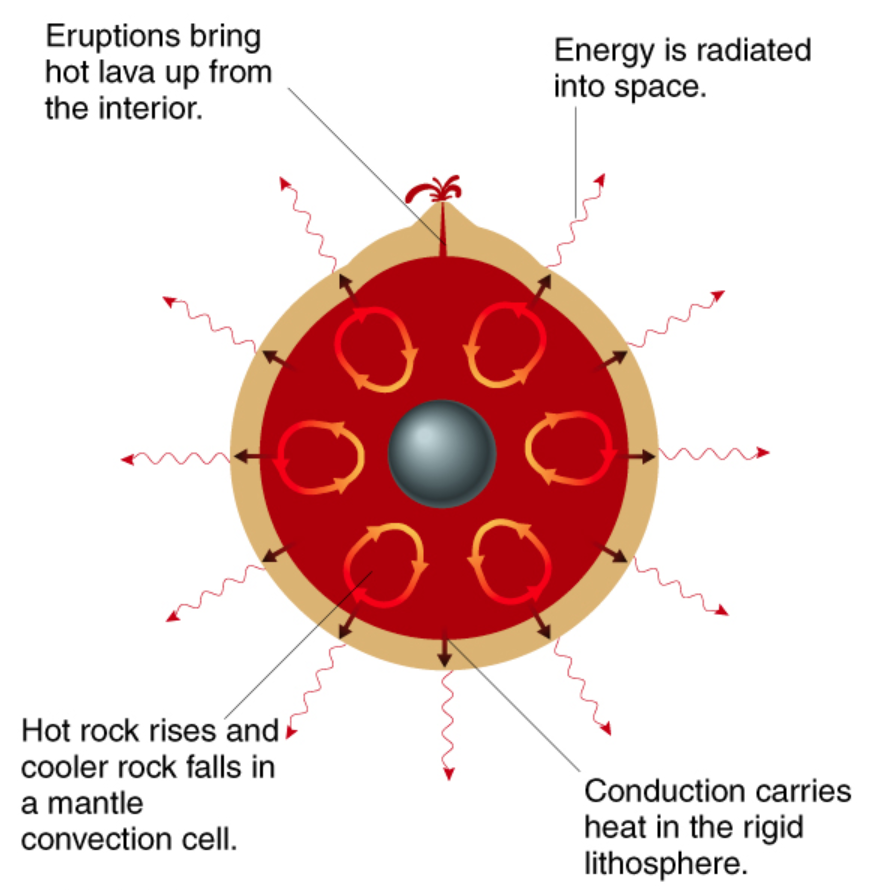 Eruptions bring
hot lava up from
the interior.
Energy is radiated
into space.
Hot rock rises and
cooler rock falls in
a mantle
convection cell.
Conduction carries
heat in the rigid
lithosphere.